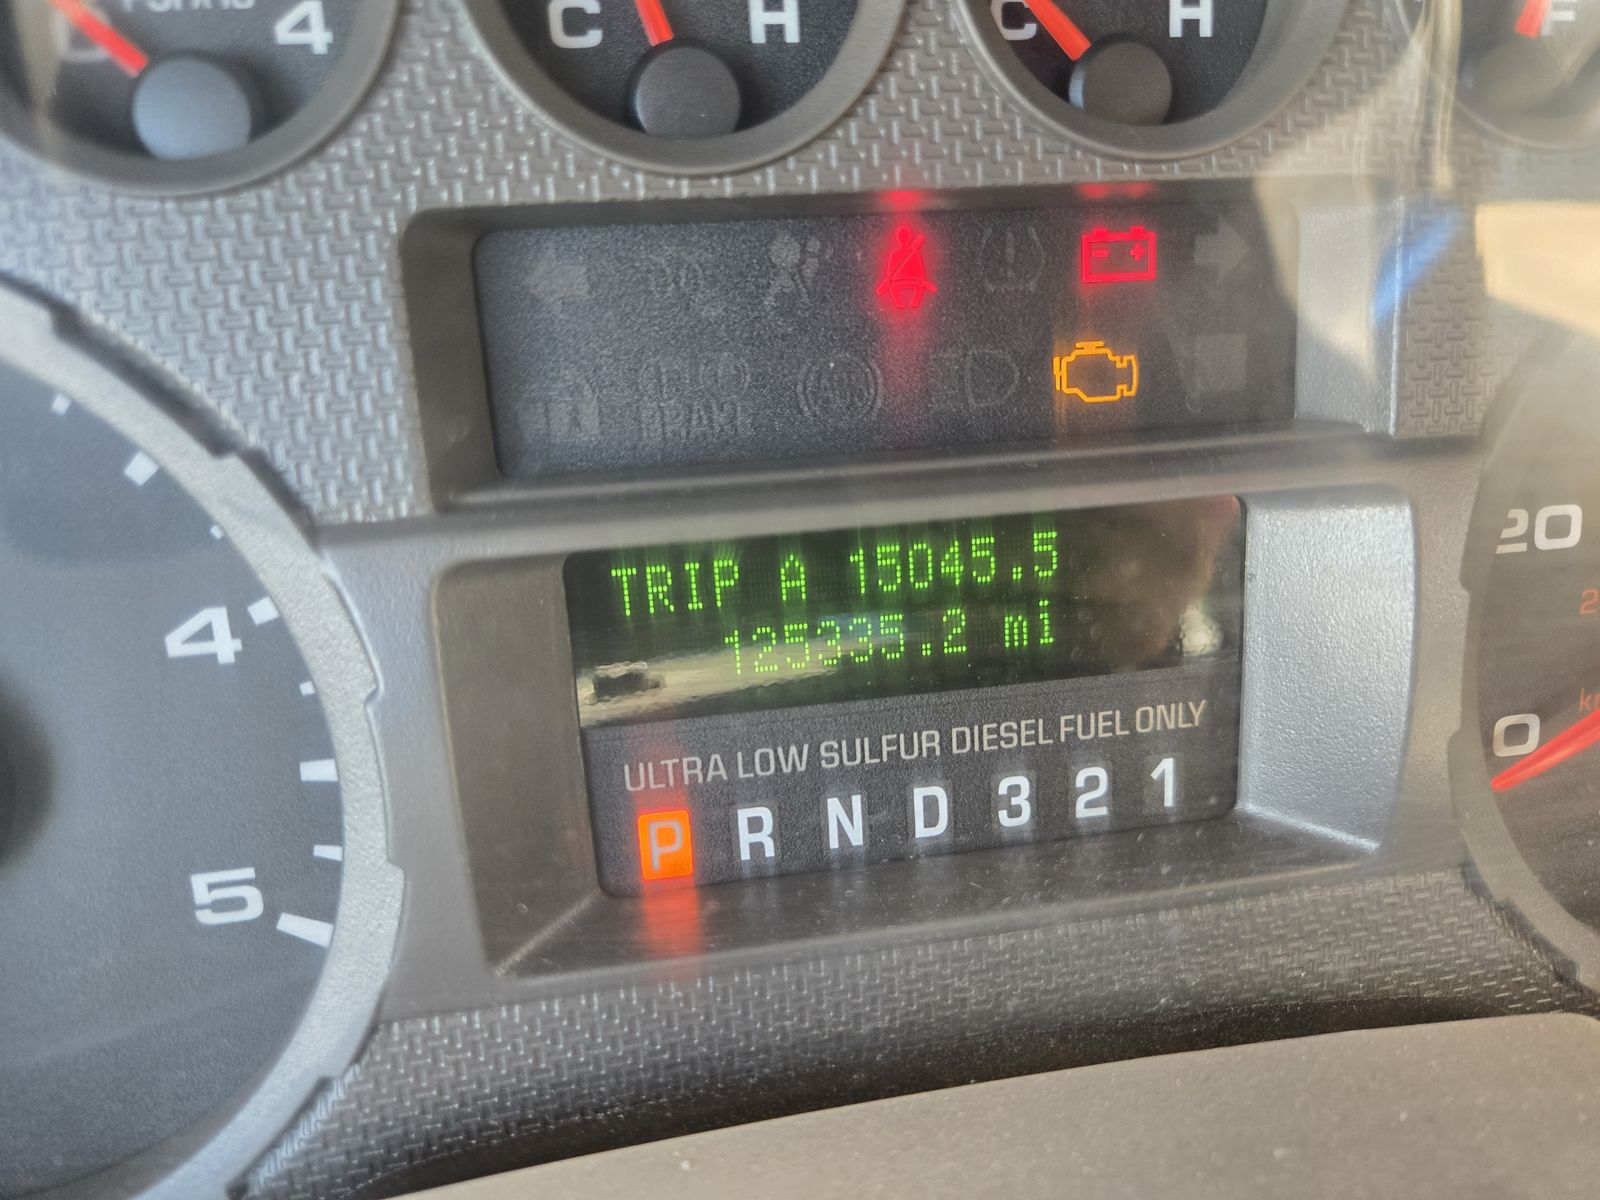 4
C H
C H
F
TRIP A 15045.5
125335.2 mi
ULTRA LOW SULFUR DIESEL FUEL ONLY
P R N D 3 2 1
4
5
20
0